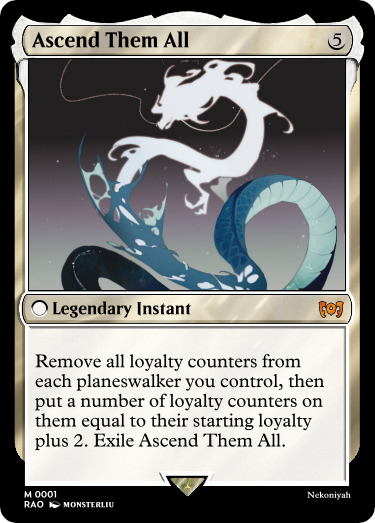 Ascend Them All 5
Legendary Instant
Remove all loyalty counters from
each planeswalker you control, then
put a number of loyalty counters on
them equal to their starting loyalty
plus 2. Exile Ascend Them All.
M 0001
RAO MONSTERLIU
Nekoniyah